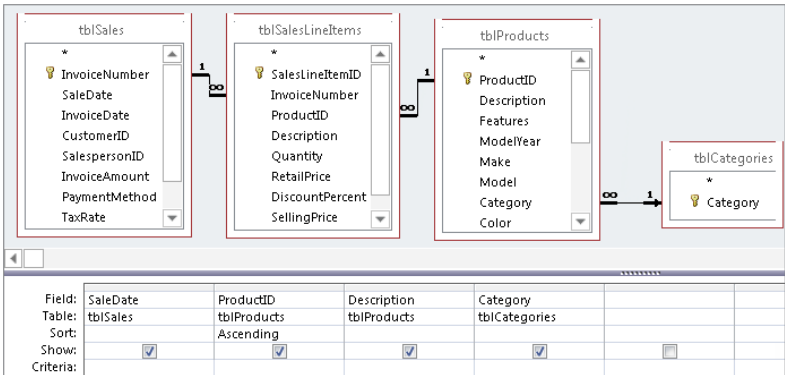 tblSales
*
InvoiceNumber
SaleDate
InvoiceDate
CustomerID
SalespersonID
InvoiceAmount
PaymentMethod
TaxRate
1
∞
tblSalesLineItems
*
SalesLineItemID
InvoiceNumber
ProductID
Description
Quantity
RetailPrice
DiscountPercent
SellingPrice
1
∞
tblProducts
*
ProductID
Description
Features
ModelYear
Make
Model
Category
Color
∞ 1
tblCategories
*
Category
Field: SaleDate ProductID Description Category
Table: tblSales tblProducts tblProducts tblCategories
Sort: Ascending
Show:
Criteria: